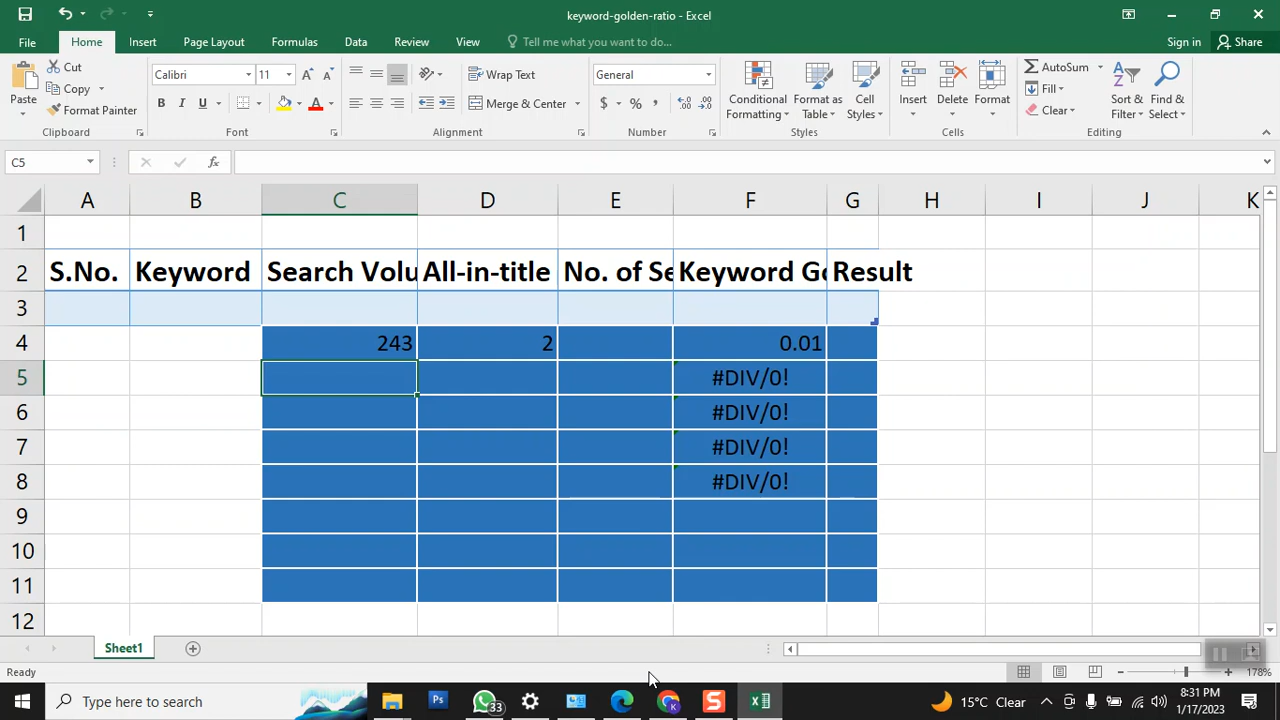 keyword-golden-ratio - Excel
File Home Insert Page Layout Formulas Data Review View Tell me what you want to do... Sign in Share
Cut
Copy
Format Painter
Paste
Clipboard
Calibri 11
B I U
Font
Wrap Text
Merge & Center
Alignment
General
$ % ,
Number
Conditional Formatting
Format as Table
Cell Styles
Styles
Insert Delete Format
Cells
AutoSum
Fill
Clear
Sort & Filter
Find & Select
Editing
C5 fx
A B C D E F G H I J K
1
2 S.No. Keyword Search Volu All-in-title No. of Se Keyword Go Result
3
4 243 2 0.01
5 #DIV/0!
6 #DIV/0!
7 #DIV/0!
8 #DIV/0!
9
10
11
12
Sheet1
Ready 178%
Type here to search Ps 33 K S 15°C Clear 8:31 PM
1/17/2023